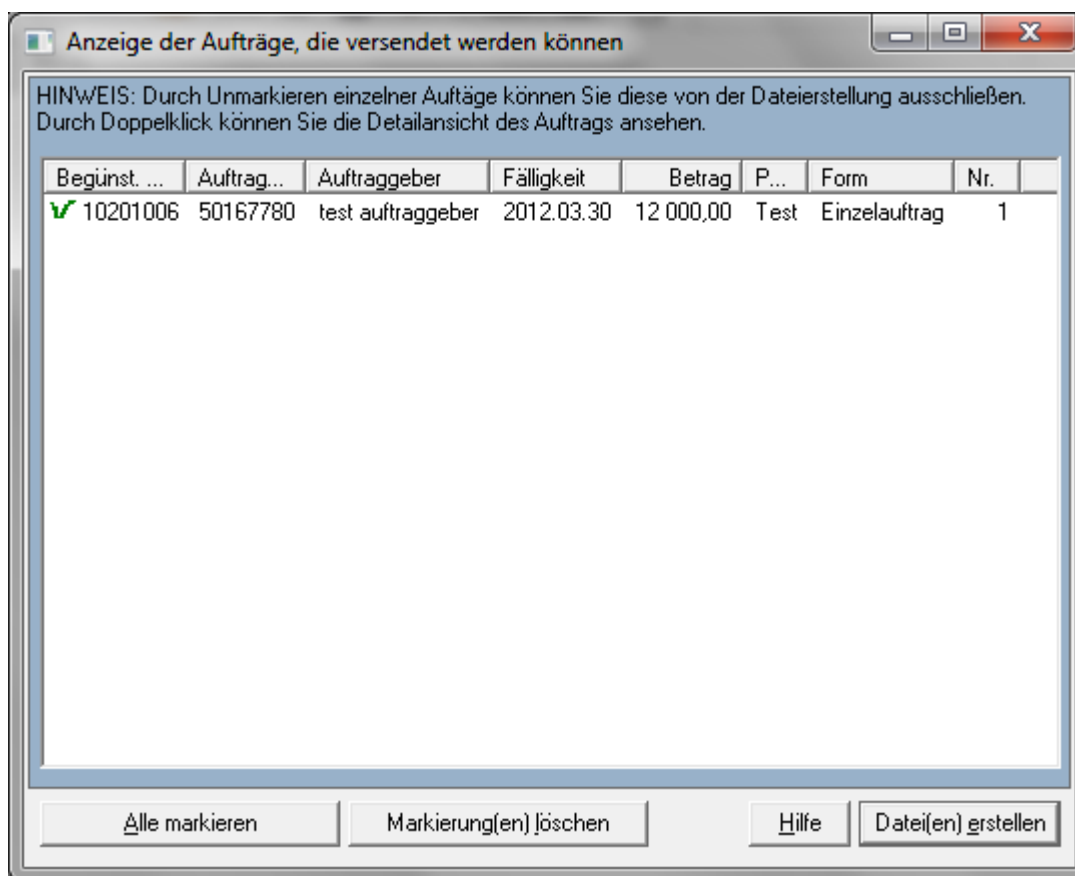 Anzeige der Aufträge, die versendet werden können
HINWEIS: Durch Unmarkieren einzelner Auftäge können Sie diese von der Dateierstellung ausschließen.
Durch Doppelklick können Sie die Detailansicht des Auftrags ansehen.
Begünst. ... Auftrag... Auftraggeber Fälligkeit Betrag P... Form Nr.
10201006 50167780 test auftraggeber 2012.03.30 12 000,00 Test Einzelauftrag 1
Alle markieren Markierung(en) löschen Hilfe Datei(en) erstellen